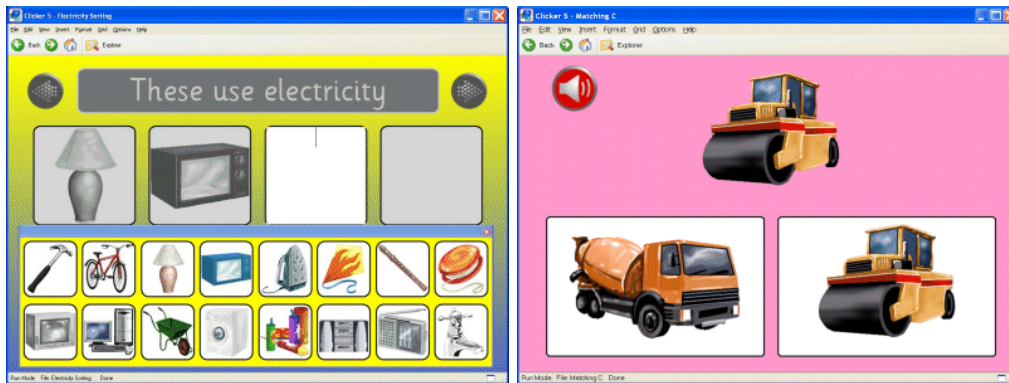 Clicker 5 - Electricity Sorting
File Edit View Insert Format Grid Options Help
Back Explore
These use electricity
Run Mode File: Electricity Sorting Done
Clicker 5 - Matching C
File Edit View Insert Format Grid Options Help
Back Explorer
Run Mode File: Matching C Done